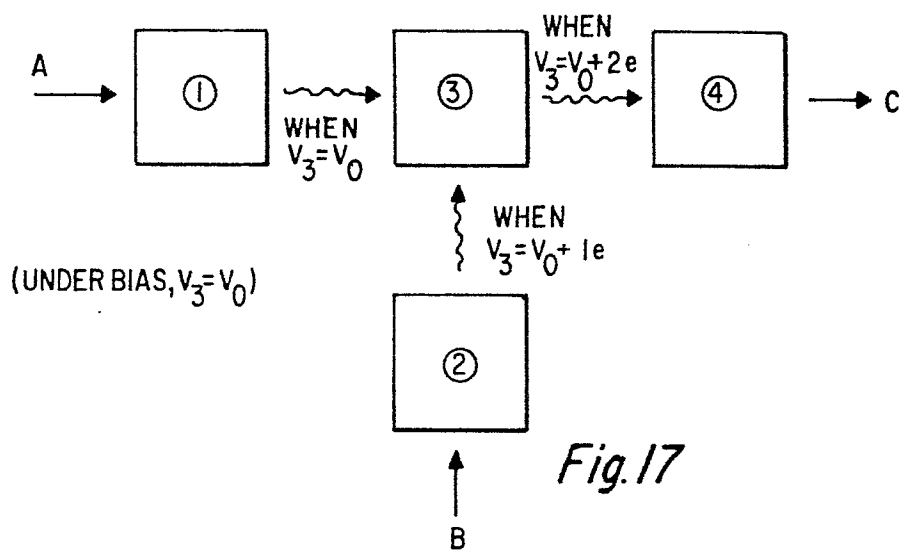 WHEN
V3=V0+2e
A
1
3
4
C
WHEN
V3=V0
WHEN
V3=V0+1e
(UNDER BIAS, V3=V0)
2
Fig. 17
B